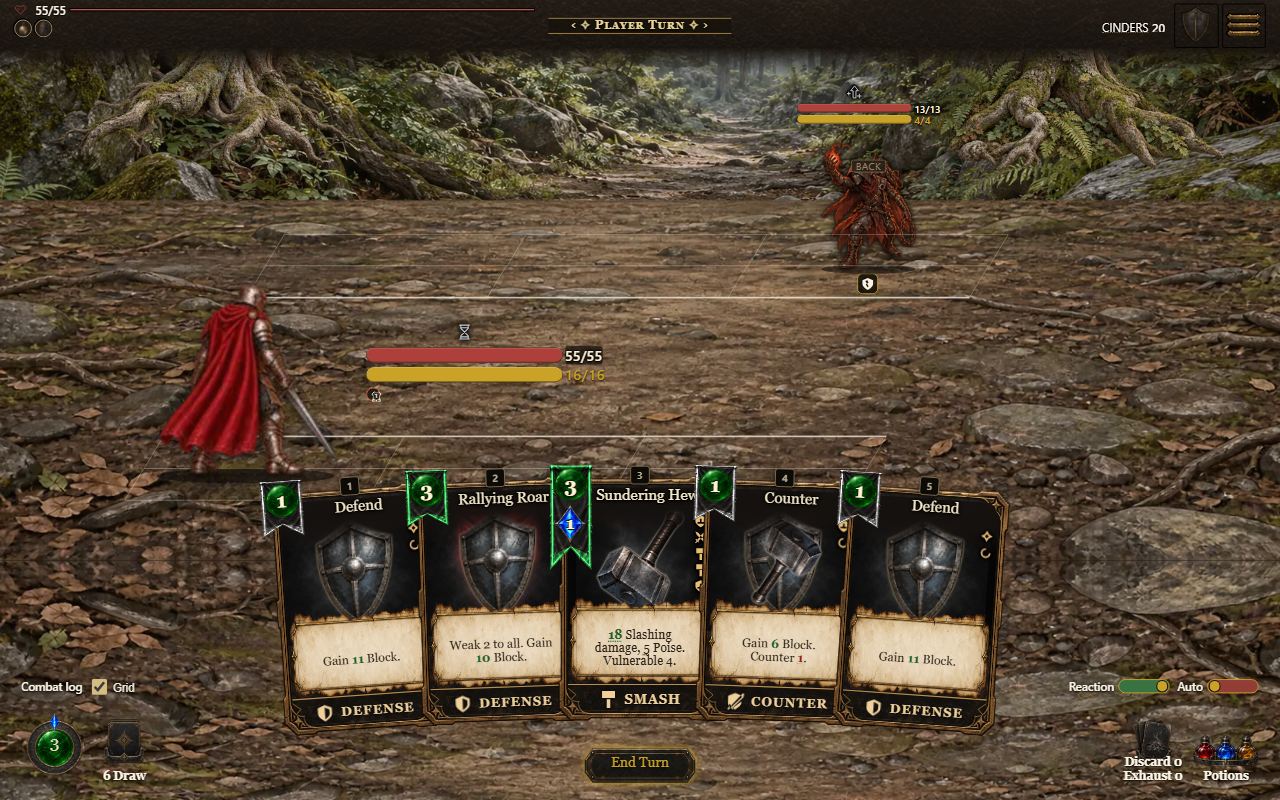 55/55
‹ ✧ PLAYER TURN ✧ ›
CINDERS 20
13/13
4/4
BACK
55/55
16/16
1
1
Defend
Gain 11 Block.
DEFENSE
3
2
Rallying Roar
Weak 2 to all. Gain
10 Block.
DEFENSE
3
1
3
Sundering Hew
18 Slashing
damage, 5 Poise.
Vulnerable 4.
SMASH
1
4
Counter
Gain 6 Block.
Counter 1.
COUNTER
1
5
Defend
Gain 11 Block.
DEFENSE
Combat log
Grid
Reaction
Auto
3
6 Draw
End Turn
Discard 0
Exhaust 0
Potions